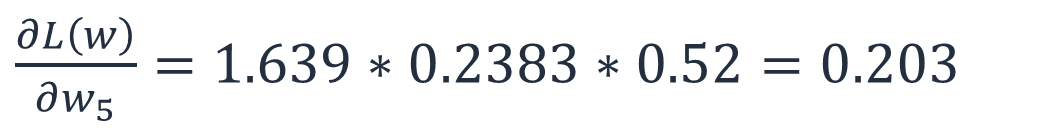 ∂L(w)/∂w₅ = 1.639 * 0.2383 * 0.52 = 0.203